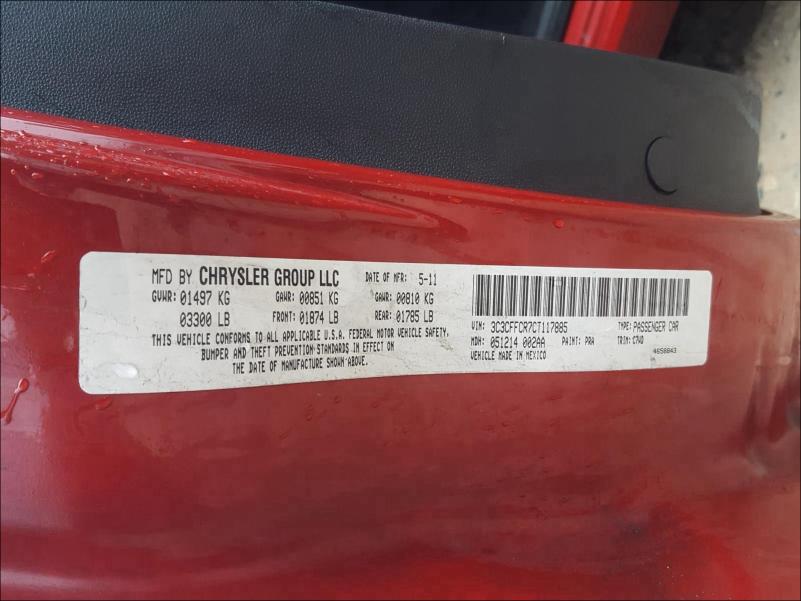 MFD BY CHRYSLER GROUP LLC DATE OF MFR: 5-11
GVWR: 01497 KG GAWR: 00851 KG GAWR: 00810 KG
03300 LB FRONT: 01874 LB REAR: 01785 LB
THIS VEHICLE CONFORMS TO ALL APPLICABLE U.S.A. FEDERAL MOTOR VEHICLE SAFETY,
BUMPER AND THEFT PREVENTION STANDARDS IN EFFECT ON
THE DATE OF MANUFACTURE SHOWN ABOVE.
VIN: 3C3CFFCR7CT117885 TYPE: PASSENGER CAR
MDH: 051214 002AA PAINT: PRA TRIM: C7W0
VEHICLE MADE IN MEXICO 4658843